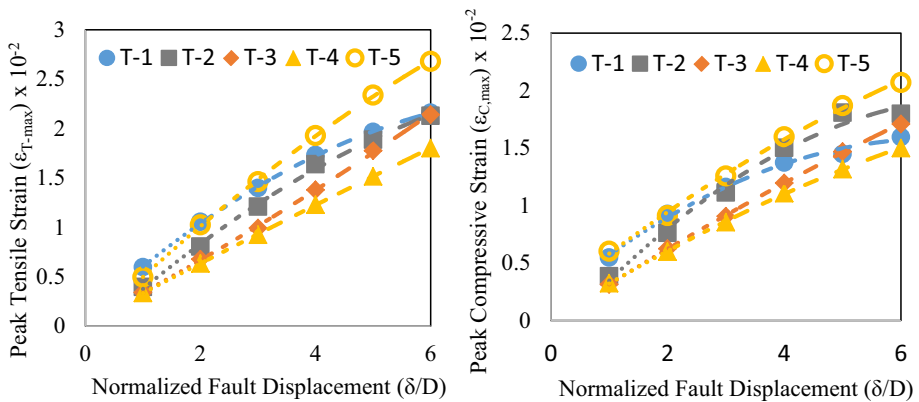 Peak Tensile Strain (ε_T-max) x 10^-2
3
2.5
2
1.5
1
0.5
0
T-1 T-2 T-3 T-4 T-5
0 2 4 6
Normalized Fault Displacement (δ/D)
Peak Compressive Strain (ε_C,max) x 10^-2
2.5
2
1.5
1
0.5
0
T-1 T-2 T-3 T-4 T-5
0 2 4 6
Normalized Fault Displacement (δ/D)